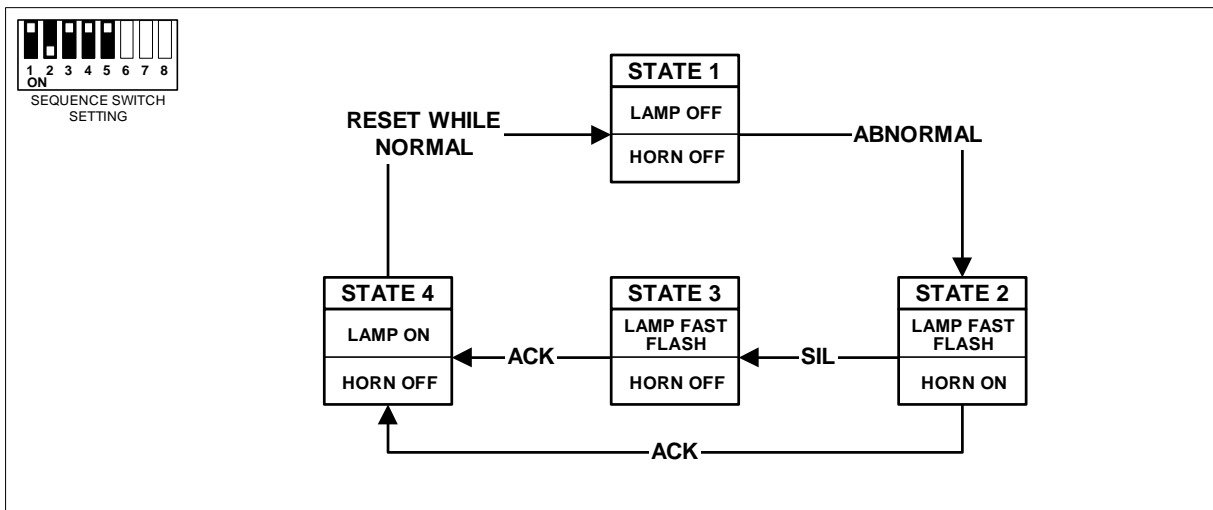 1 2 3 4 5 6 7 8
ON
SEQUENCE SWITCH
SETTING
STATE 1
LAMP OFF
HORN OFF
RESET WHILE
NORMAL
ABNORMAL
STATE 4
LAMP ON
HORN OFF
ACK
STATE 3
LAMP FAST
FLASH
HORN OFF
SIL
STATE 2
LAMP FAST
FLASH
HORN ON
ACK